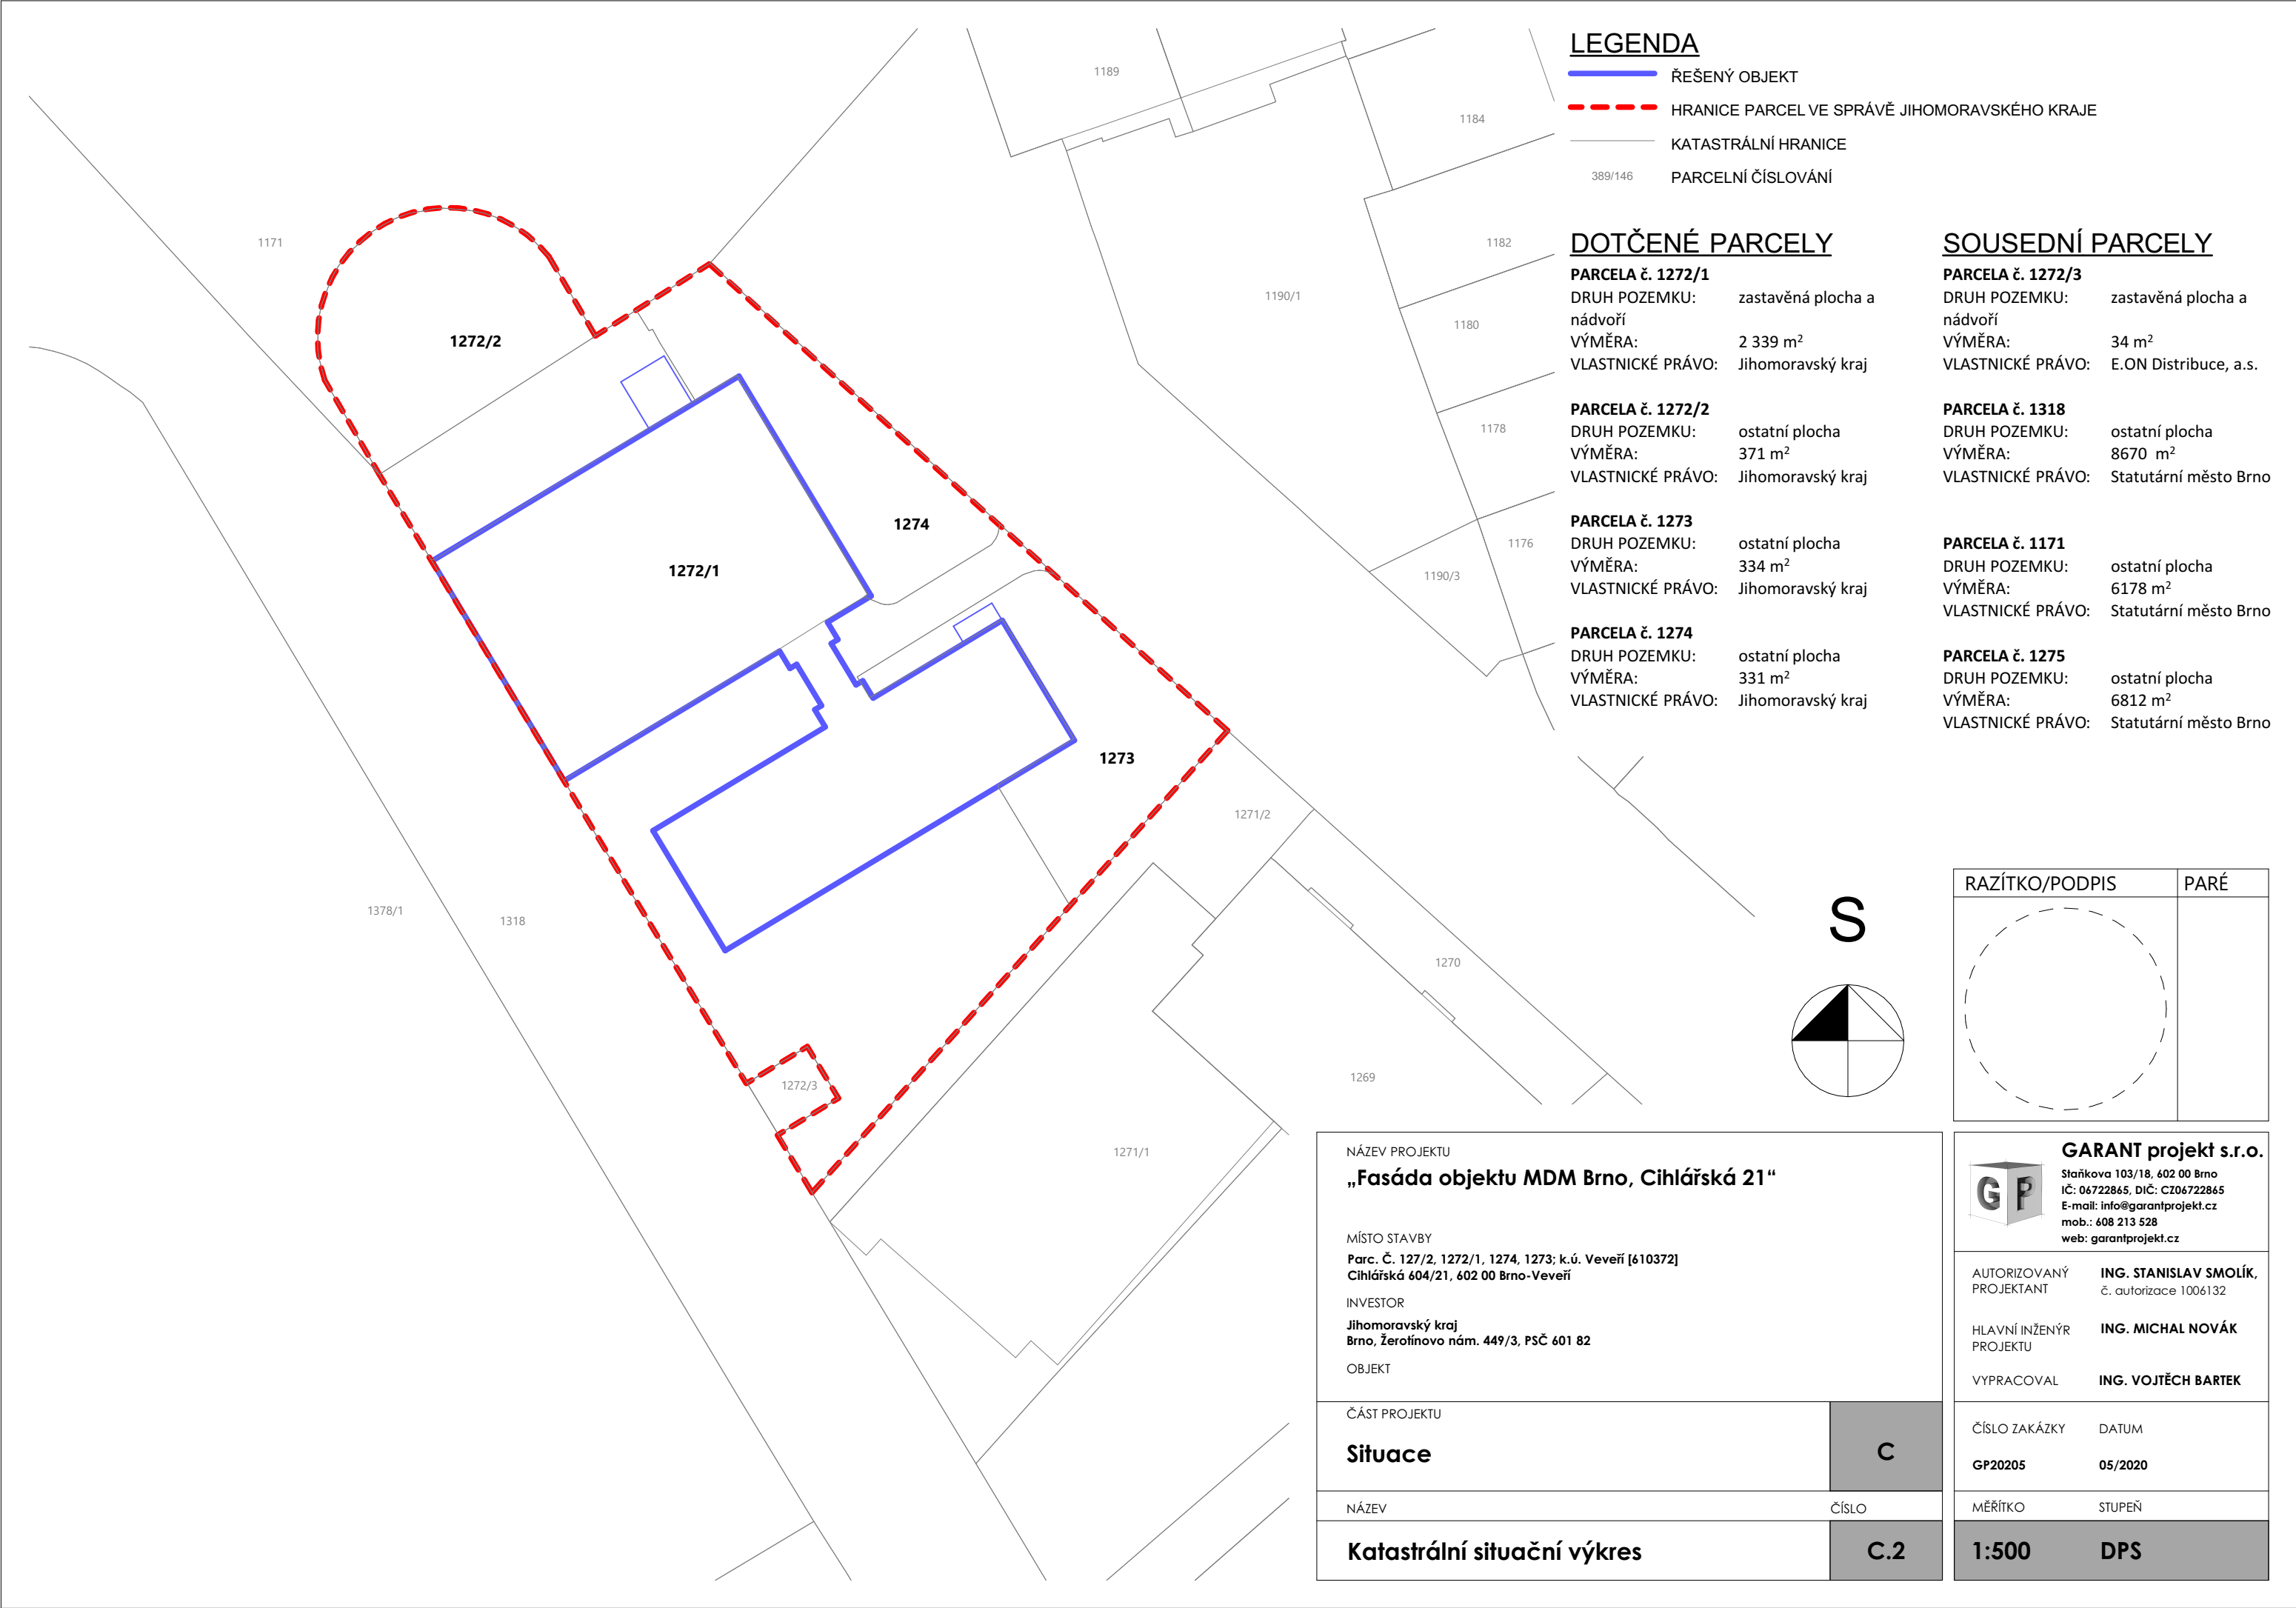 LEGENDA
ŘEŠENÝ OBJEKT
HRANICE PARCEL VE SPRÁVĚ JIHOMORAVSKÉHO KRAJE
KATASTRÁLNÍ HRANICE
389/146 PARCELNÍ ČÍSLOVÁNÍ
DOTČENÉ PARCELY
PARCELA č. 1272/1
DRUH POZEMKU: zastavěná plocha a
nádvoří
VÝMĚRA: 2 339 m²
VLASTNICKÉ PRÁVO: Jihomoravský kraj
PARCELA č. 1272/2
DRUH POZEMKU: ostatní plocha
VÝMĚRA: 371 m²
VLASTNICKÉ PRÁVO: Jihomoravský kraj
PARCELA č. 1273
DRUH POZEMKU: ostatní plocha
VÝMĚRA: 334 m²
VLASTNICKÉ PRÁVO: Jihomoravský kraj
PARCELA č. 1274
DRUH POZEMKU: ostatní plocha
VÝMĚRA: 331 m²
VLASTNICKÉ PRÁVO: Jihomoravský kraj
SOUSEDNÍ PARCELY
PARCELA č. 1272/3
DRUH POZEMKU: zastavěná plocha a
nádvoří
VÝMĚRA: 34 m²
VLASTNICKÉ PRÁVO: E.ON Distribuce, a.s.
PARCELA č. 1318
DRUH POZEMKU: ostatní plocha
VÝMĚRA: 8670 m²
VLASTNICKÉ PRÁVO: Statutární město Brno
PARCELA č. 1171
DRUH POZEMKU: ostatní plocha
VÝMĚRA: 6178 m²
VLASTNICKÉ PRÁVO: Statutární město Brno
PARCELA č. 1275
DRUH POZEMKU: ostatní plocha
VÝMĚRA: 6812 m²
VLASTNICKÉ PRÁVO: Statutární město Brno
1189
1184
1171
1182
1190/1
1180
1272/2
1178
1274
1176
1272/1
1190/3
1273
1271/2
1378/1
1318
1270
1272/3
1269
1271/1
S
RAZÍTKO/PODPIS PARÉ
NÁZEV PROJEKTU
„Fasáda objektu MDM Brno, Cihlářská 21“
MÍSTO STAVBY
Parc. Č. 127/2, 1272/1, 1274, 1273; k.ú. Veveří [610372]
Cihlářská 604/21, 602 00 Brno-Veveří
INVESTOR
Jihomoravský kraj
Brno, Žerotínovo nám. 449/3, PSČ 601 82
OBJEKT
ČÁST PROJEKTU
Situace C
NÁZEV ČÍSLO
Katastrální situační výkres C.2
GP
GARANT projekt s.r.o.
Staňkova 103/18, 602 00 Brno
IČ: 06722865, DIČ: CZ06722865
E-mail: info@garantprojekt.cz
mob.: 608 213 528
web: garantprojekt.cz
AUTORIZOVANÝ ING. STANISLAV SMOLÍK,
PROJEKTANT č. autorizace 1006132
HLAVNÍ INŽENÝR ING. MICHAL NOVÁK
PROJEKTU
VYPRACOVAL ING. VOJTĚCH BARTEK
ČÍSLO ZAKÁZKY DATUM
GP20205 05/2020
MĚŘÍTKO STUPEŇ
1:500 DPS